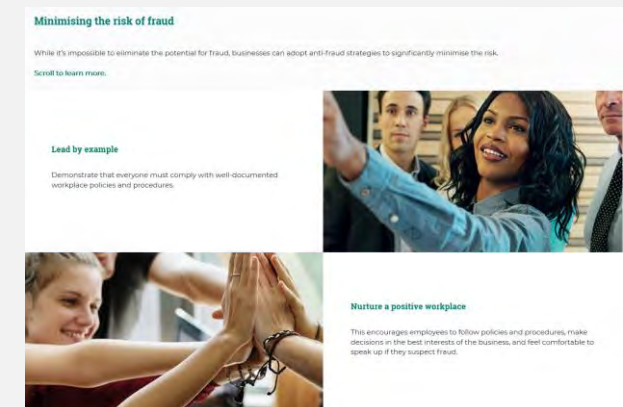 Minimising the risk of fraud
While it's impossible to eliminate the potential for fraud, businesses can adopt anti-fraud strategies to significantly minimise the risk.
Scroll to learn more.
Lead by example
Demonstrate that everyone must comply with well-documented
workplace policies and procedures.
Nurture a positive workplace
This encourages employees to follow policies and procedures, make
decisions in the best interests of the business, and feel comfortable to
speak up if they suspect fraud.